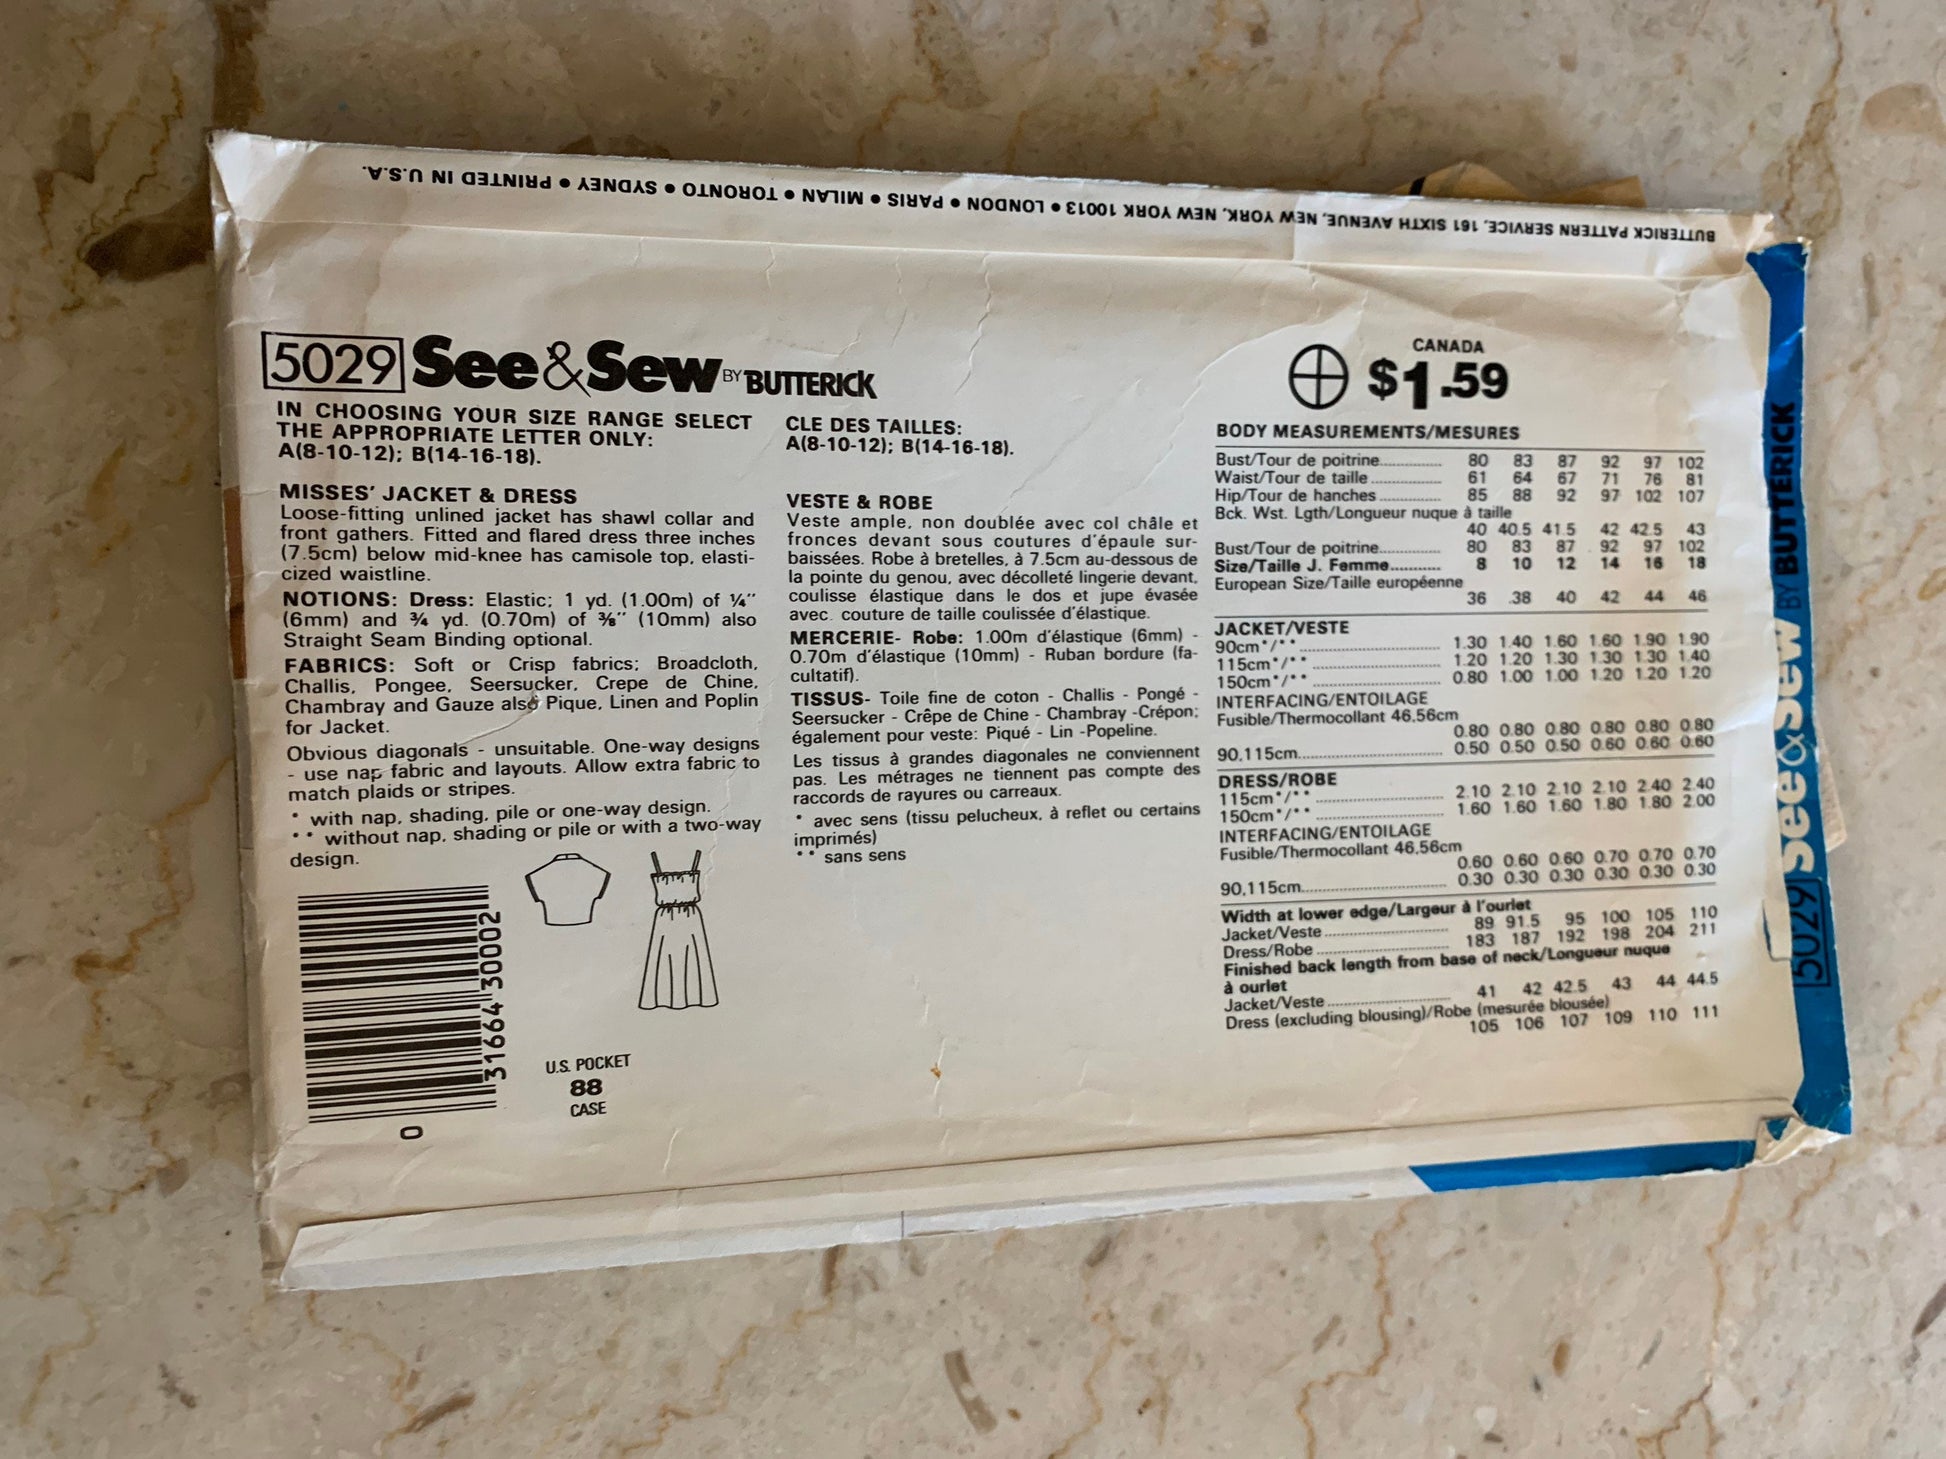 BUTTERICK PATTERN SERVICE, 161 SIXTH AVENUE, NEW YORK, NEW YORK 10013 • LONDON • PARIS • MILAN • TORONTO • SYDNEY • PRINTED IN U.S.A.
5029 See&Sew BY BUTTERICK
IN CHOOSING YOUR SIZE RANGE SELECT
THE APPROPRIATE LETTER ONLY:
A(8-10-12); B(14-16-18).
MISSES' JACKET & DRESS
Loose-fitting unlined jacket has shawl collar and
front gathers. Fitted and flared dress three inches
(7.5cm) below mid-knee has camisole top, elasti-
cized waistline.
NOTIONS: Dress: Elastic; 1 yd. (1.00m) of ¼"
(6mm) and ¾ yd. (0.70m) of ⅜" (10mm) also
Straight Seam Binding optional.
FABRICS: Soft or Crisp fabrics; Broadcloth,
Challis, Pongee, Seersucker, Crepe de Chine,
Chambray and Gauze also Pique, Linen and Poplin
for Jacket.
Obvious diagonals - unsuitable. One-way designs
- use nap fabric and layouts. Allow extra fabric to
match plaids or stripes.
* with nap, shading, pile or one-way design.
** without nap, shading or pile or with a two-way
design.
31664 30002
0
U.S. POCKET
88
CASE
CLE DES TAILLES:
A(8-10-12); B(14-16-18).
VESTE & ROBE
Veste ample, non doublée avec col châle et
fronces devant sous coutures d'épaule sur-
baissées. Robe à bretelles, à 7.5cm au-dessous de
la pointe du genou, avec décolleté lingerie devant,
coulisse élastique dans le dos et jupe évasée
avec couture de taille coulissée d'élastique.
MERCERIE- Robe: 1.00m d'élastique (6mm) -
0.70m d'élastique (10mm) - Ruban bordure (fa-
cultatif).
TISSUS- Toile fine de coton - Challis - Pongé -
Seersucker - Crêpe de Chine - Chambray -Crépon;
également pour veste: Piqué - Lin -Popeline.
Les tissus à grandes diagonales ne conviennent
pas. Les métrages ne tiennent pas compte des
raccords de rayures ou carreaux.
* avec sens (tissu pelucheux, à reflet ou certains
imprimés)
** sans sens
CANADA
$1.59
BODY MEASUREMENTS/MESURES
Bust/Tour de poitrine 80 83 87 92 97 102
Waist/Tour de taille 61 64 67 71 76 81
Hip/Tour de hanches 85 88 92 97 102 107
Bck. Wst. Lgth/Longueur nuque à taille
40 40.5 41.5 42 42.5 43
Bust/Tour de poitrine 80 83 87 92 97 102
Size/Taille J. Femme 8 10 12 14 16 18
European Size/Taille européenne
36 38 40 42 44 46
JACKET/VESTE
90cm*/** 1.30 1.40 1.60 1.60 1.90 1.90
115cm*/** 1.20 1.20 1.30 1.30 1.30 1.40
150cm*/** 0.80 1.00 1.00 1.20 1.20 1.20
INTERFACING/ENTOILAGE
Fusible/Thermocollant 46,56cm
0.80 0.80 0.80 0.80 0.80 0.80
90,115cm 0.50 0.50 0.50 0.60 0.60 0.60
DRESS/ROBE
115cm*/** 2.10 2.10 2.10 2.10 2.40 2.40
150cm*/** 1.60 1.60 1.60 1.80 1.80 2.00
INTERFACING/ENTOILAGE
Fusible/Thermocollant 46,56cm
0.60 0.60 0.60 0.70 0.70 0.70
90,115cm 0.30 0.30 0.30 0.30 0.30 0.30
Width at lower edge/Largeur à l'ourlet
Jacket/Veste 89 91.5 95 100 105 110
Dress/Robe 183 187 192 198 204 211
Finished back length from base of neck/Longueur nuque
à ourlet
Jacket/Veste 41 42 42.5 43 44 44.5
Dress (excluding blousing)/Robe (mesurée blousée)
105 106 107 109 110 111
5029 See&Sew BY BUTTERICK